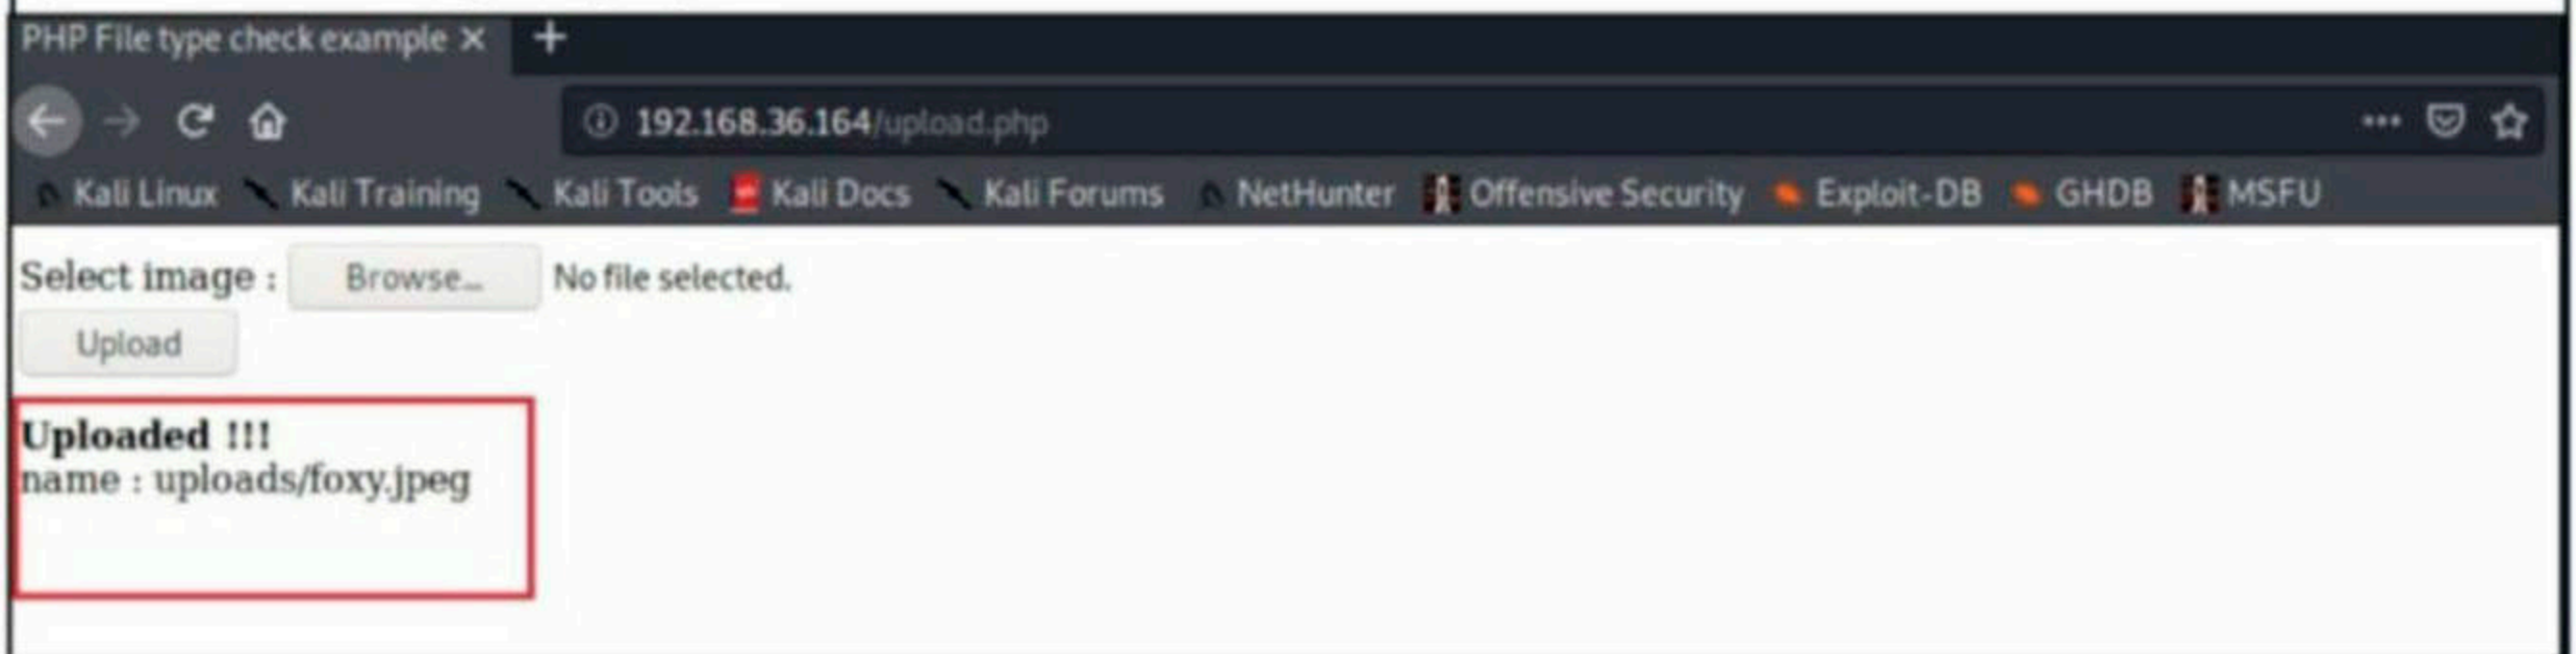 PHP File type check example
192.168.36.164/upload.php
Kali Linux Kali Training Kali Tools Kali Docs Kali Forums NetHunter Offensive Security Exploit-DB GHDB MSFU
Select image : Browse... No file selected.
Upload
Uploaded !!!
name : uploads/foxy.jpeg